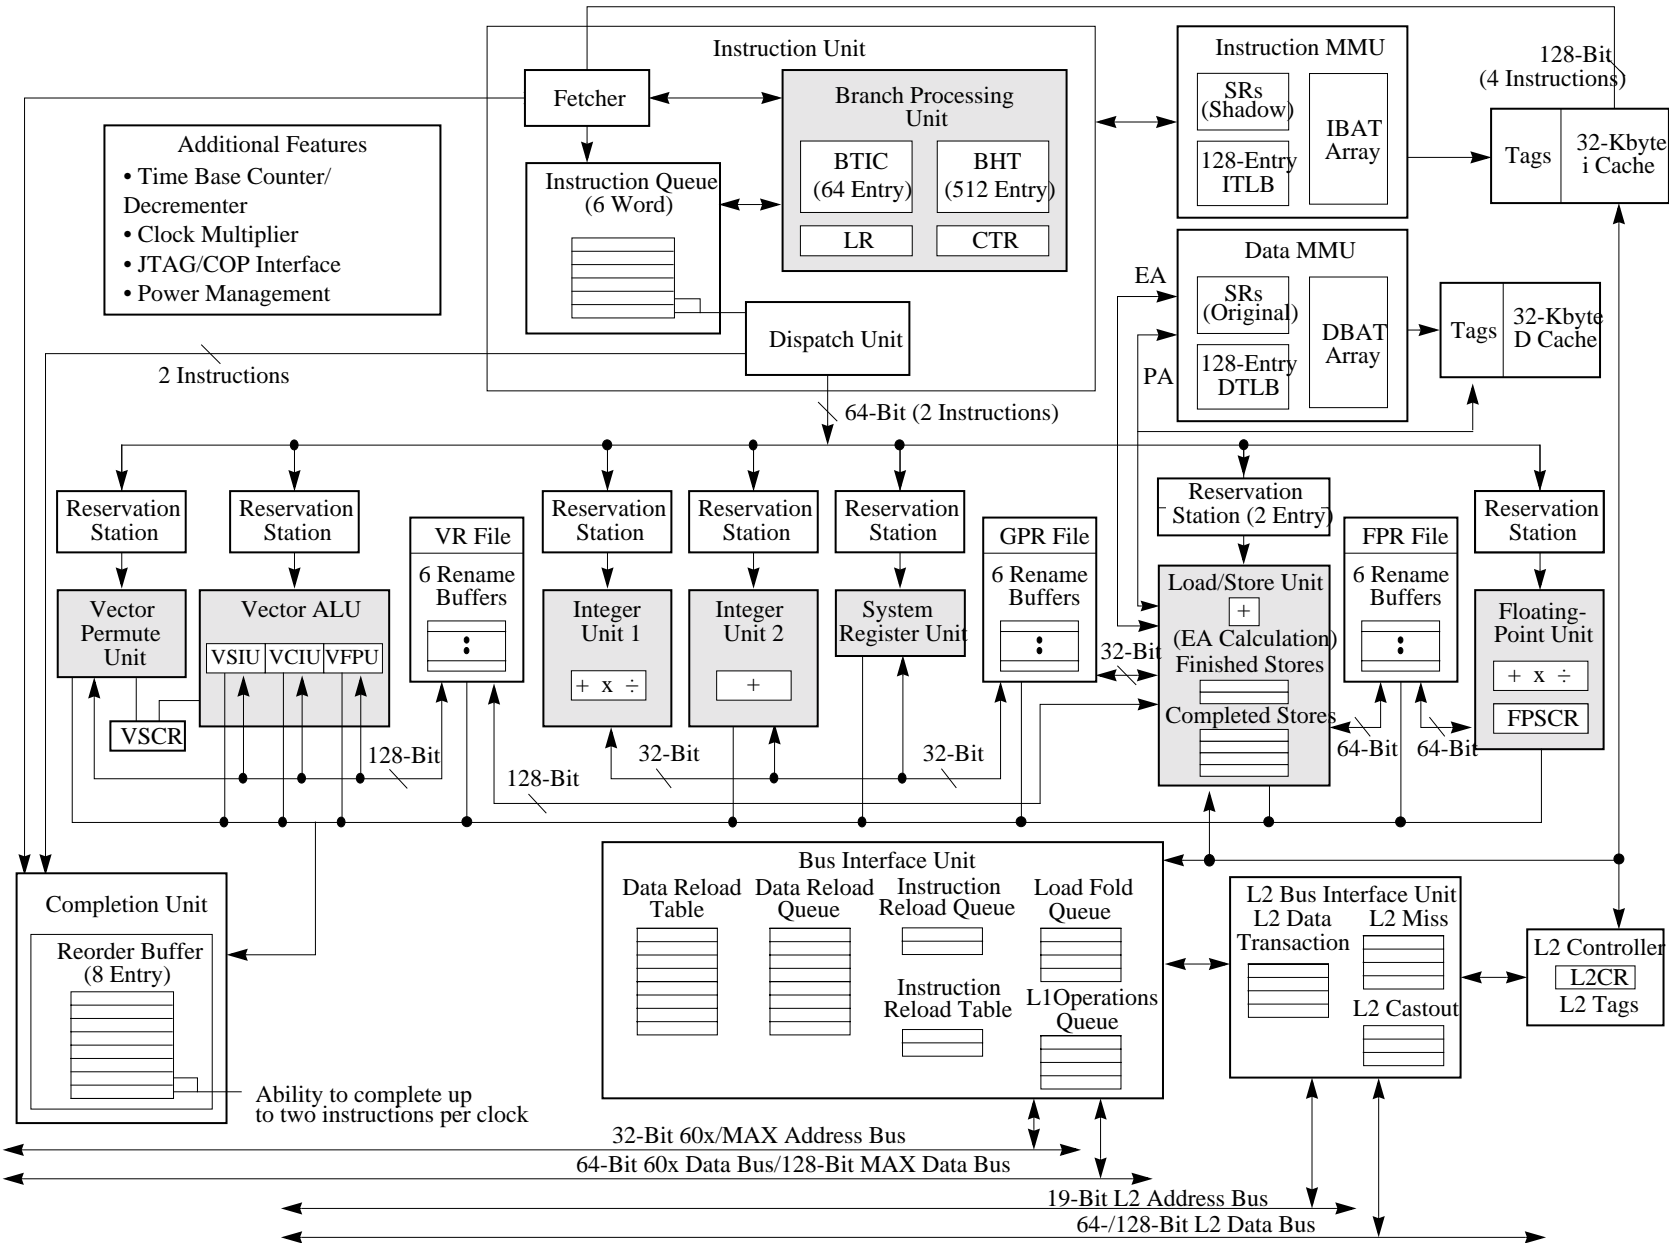 Instruction Unit
Fetcher
Branch Processing
Unit
BTIC
(64 Entry)
BHT
(512 Entry)
LR
CTR
Instruction Queue
(6 Word)
Dispatch Unit
Additional Features
• Time Base Counter/
Decrementer
• Clock Multiplier
• JTAG/COP Interface
• Power Management
Instruction MMU
SRs
(Shadow)
128-Entry
ITLB
IBAT
Array
128-Bit
(4 Instructions)
Tags
32-Kbyte
i Cache
Data MMU
SRs
(Original)
128-Entry
DTLB
DBAT
Array
EA
PA
Tags
32-Kbyte
D Cache
2 Instructions
64-Bit (2 Instructions)
Reservation
Station
Reservation
Station
VR File
6 Rename
Buffers
Reservation
Station
Reservation
Station
Reservation
Station
GPR File
6 Rename
Buffers
Reservation
Station (2 Entry)
FPR File
6 Rename
Buffers
Reservation
Station
Vector
Permute
Unit
Vector ALU
VSIU
VCIU
VFPU
VSCR
Integer
Unit 1
+ x ÷
Integer
Unit 2
+
System
Register Unit
Load/Store Unit
+
(EA Calculation)
Finished Stores
Completed Stores
Floating-
Point Unit
+ x ÷
FPSCR
32-Bit
128-Bit
128-Bit
32-Bit
32-Bit
64-Bit
64-Bit
Completion Unit
Reorder Buffer
(8 Entry)
Ability to complete up
to two instructions per clock
Bus Interface Unit
Data Reload
Table
Data Reload
Queue
Instruction
Reload Queue
Instruction
Reload Table
Load Fold
Queue
L1Operations
Queue
L2 Bus Interface Unit
L2 Data
Transaction
L2 Miss
L2 Castout
L2 Controller
L2CR
L2 Tags
32-Bit 60x/MAX Address Bus
64-Bit 60x Data Bus/128-Bit MAX Data Bus
19-Bit L2 Address Bus
64-/128-Bit L2 Data Bus